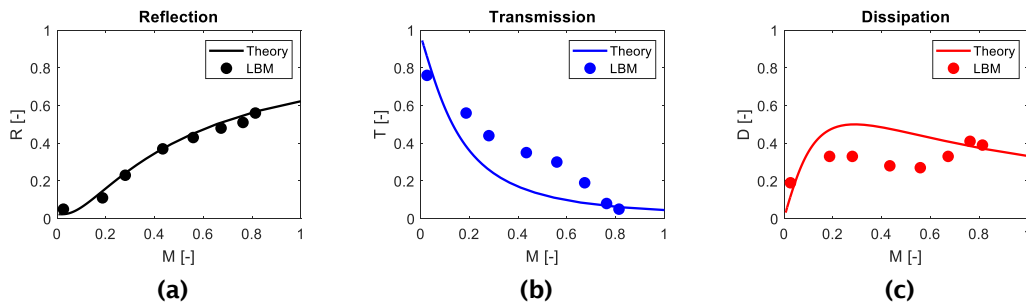 Reflection
Theory
LBM
R [-]
1
0.8
0.6
0.4
0.2
0
0 0.2 0.4 0.6 0.8 1
M [-]
(a)
Transmission
Theory
LBM
T [-]
1
0.8
0.6
0.4
0.2
0
0 0.2 0.4 0.6 0.8 1
M [-]
(b)
Dissipation
Theory
LBM
D [-]
1
0.8
0.6
0.4
0.2
0
0 0.2 0.4 0.6 0.8 1
M [-]
(c)